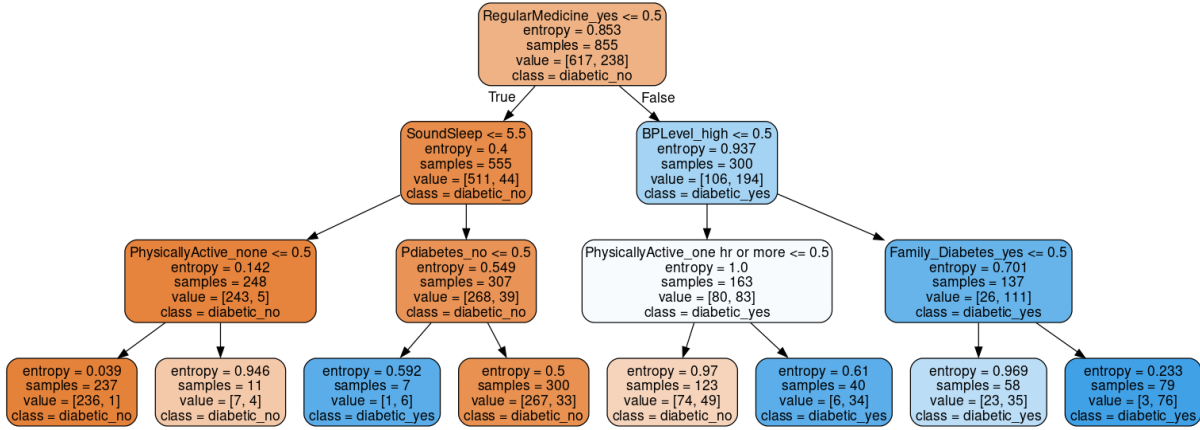 RegularMedicine_yes <= 0.5
entropy = 0.853
samples = 855
value = [617, 238]
class = diabetic_no
True
False
SoundSleep <= 5.5
entropy = 0.4
samples = 555
value = [511, 44]
class = diabetic_no
BPLevel_high <= 0.5
entropy = 0.937
samples = 300
value = [106, 194]
class = diabetic_yes
PhysicallyActive_none <= 0.5
entropy = 0.142
samples = 248
value = [243, 5]
class = diabetic_no
Pdiabetes_no <= 0.5
entropy = 0.549
samples = 307
value = [268, 39]
class = diabetic_no
PhysicallyActive_one hr or more <= 0.5
entropy = 1.0
samples = 163
value = [80, 83]
class = diabetic_yes
Family_Diabetes_yes <= 0.5
entropy = 0.701
samples = 137
value = [26, 111]
class = diabetic_yes
entropy = 0.039
samples = 237
value = [236, 1]
class = diabetic_no
entropy = 0.946
samples = 11
value = [7, 4]
class = diabetic_no
entropy = 0.592
samples = 7
value = [1, 6]
class = diabetic_yes
entropy = 0.5
samples = 300
value = [267, 33]
class = diabetic_no
entropy = 0.97
samples = 123
value = [74, 49]
class = diabetic_no
entropy = 0.61
samples = 40
value = [6, 34]
class = diabetic_yes
entropy = 0.969
samples = 58
value = [23, 35]
class = diabetic_yes
entropy = 0.233
samples = 79
value = [3, 76]
class = diabetic_yes